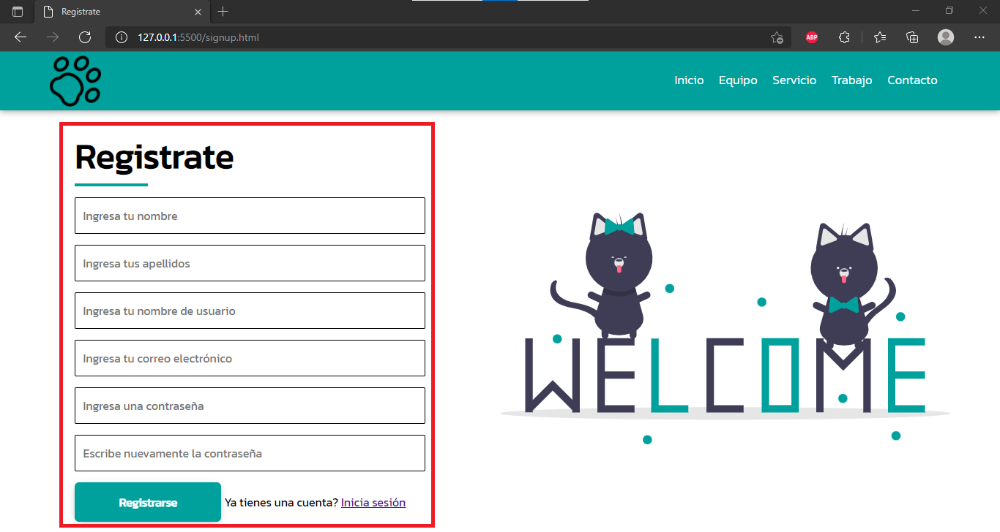 Registrate
127.0.0.1:5500/signup.html
ABP
Inicio Equipo Servicio Trabajo Contacto
Registrate
Ingresa tu nombre
Ingresa tus apellidos
Ingresa tu nombre de usuario
Ingresa tu correo electrónico
Ingresa una contraseña
Escribe nuevamente la contraseña
Registrarse Ya tienes una cuenta? Inicia sesión
WELCOME